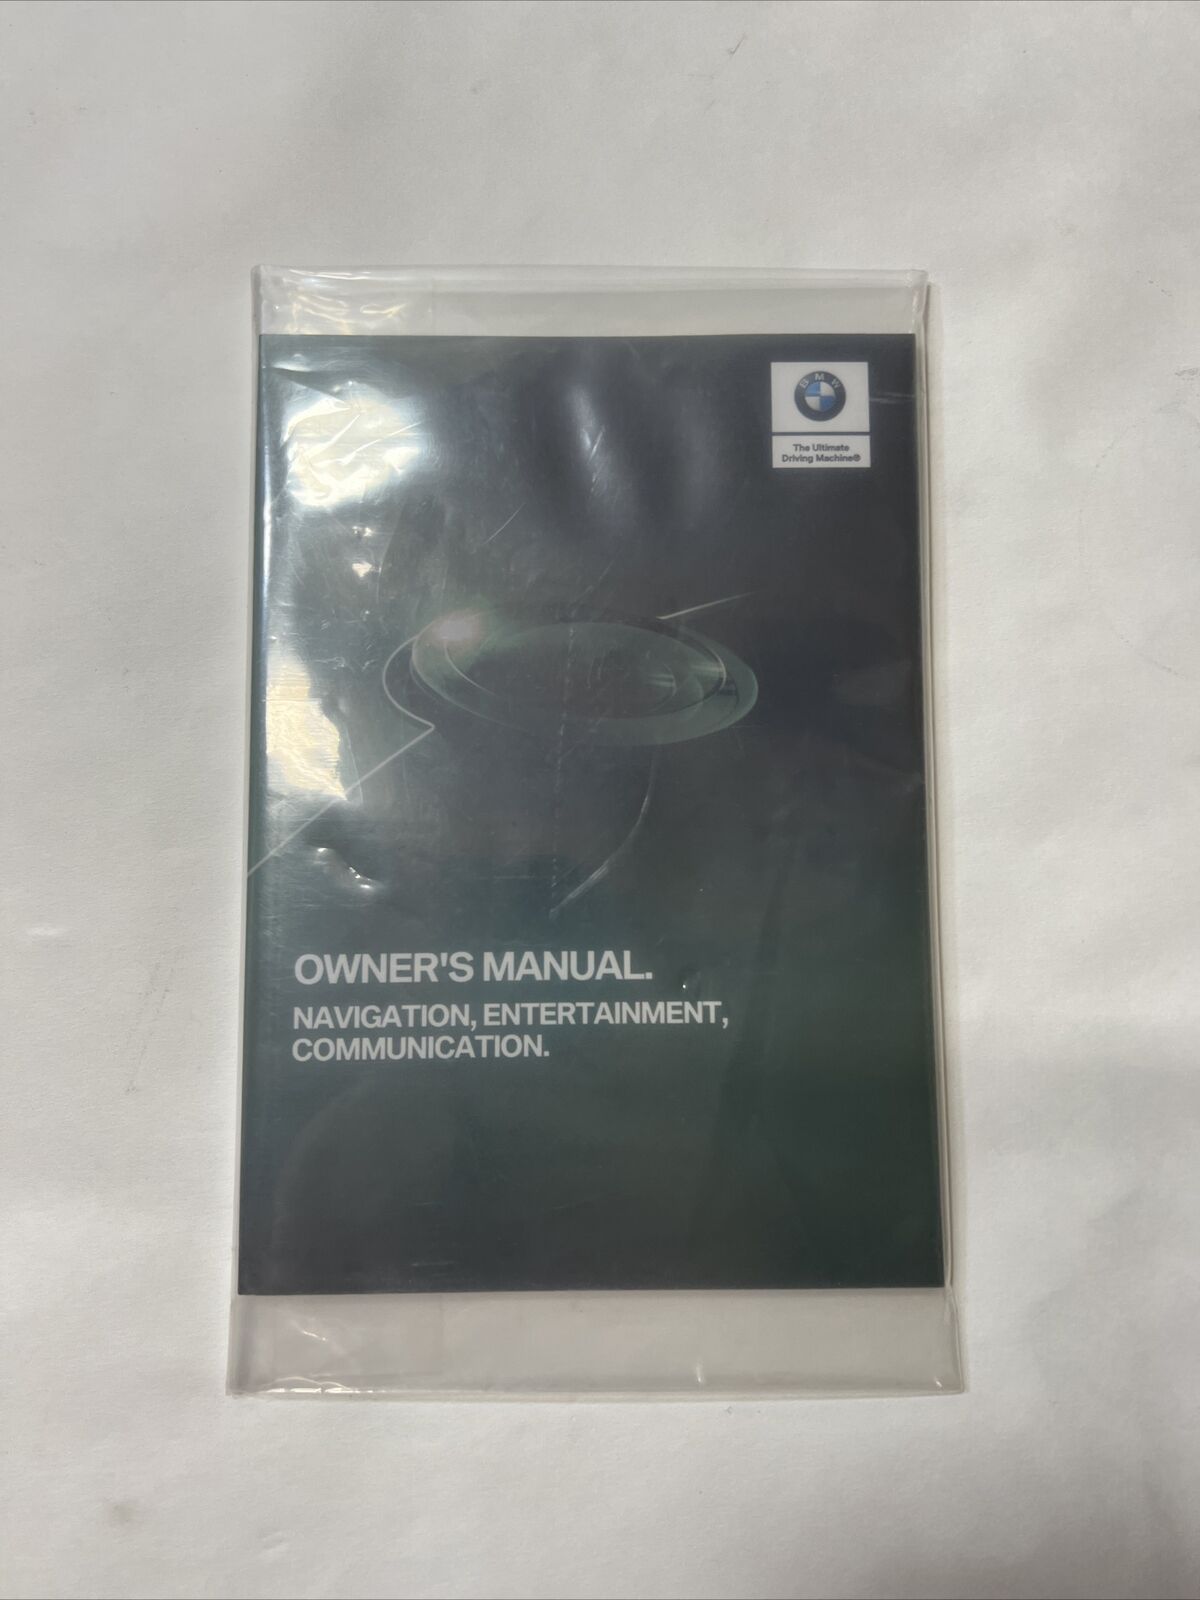 BMW
The Ultimate
Driving Machine®
OWNER'S MANUAL.
NAVIGATION, ENTERTAINMENT,
COMMUNICATION.